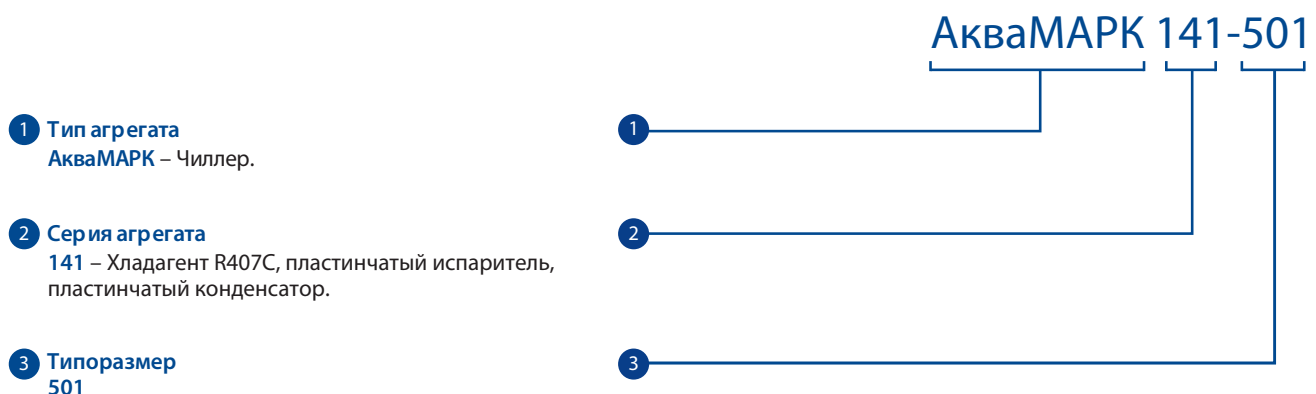 АкваМАРК 141-501
1 Тип агрегата
АкваМАРК – Чиллер.
1
2 Серия агрегата
141 – Хладагент R407C, пластинчатый испаритель,
пластинчатый конденсатор.
2
3 Типоразмер
501
3